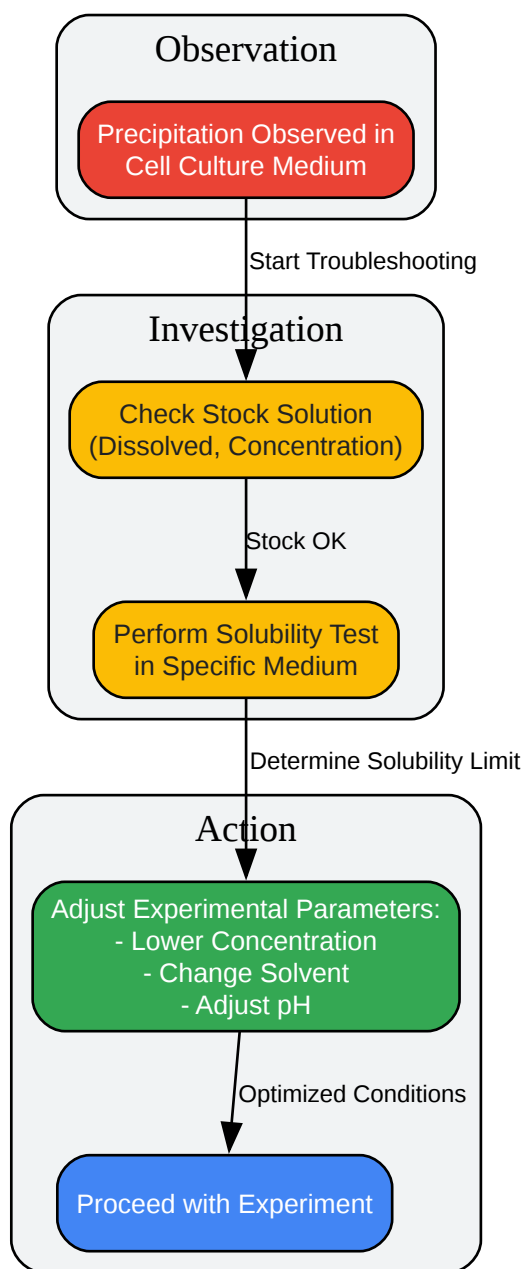 Observation
Precipitation Observed in
Cell Culture Medium
Start Troubleshooting
Investigation
Check Stock Solution
(Dissolved, Concentration)
Stock OK
Perform Solubility Test
in Specific Medium
Determine Solubility Limit
Action
Adjust Experimental Parameters:
- Lower Concentration
- Change Solvent
- Adjust pH
Optimized Conditions
Proceed with Experiment